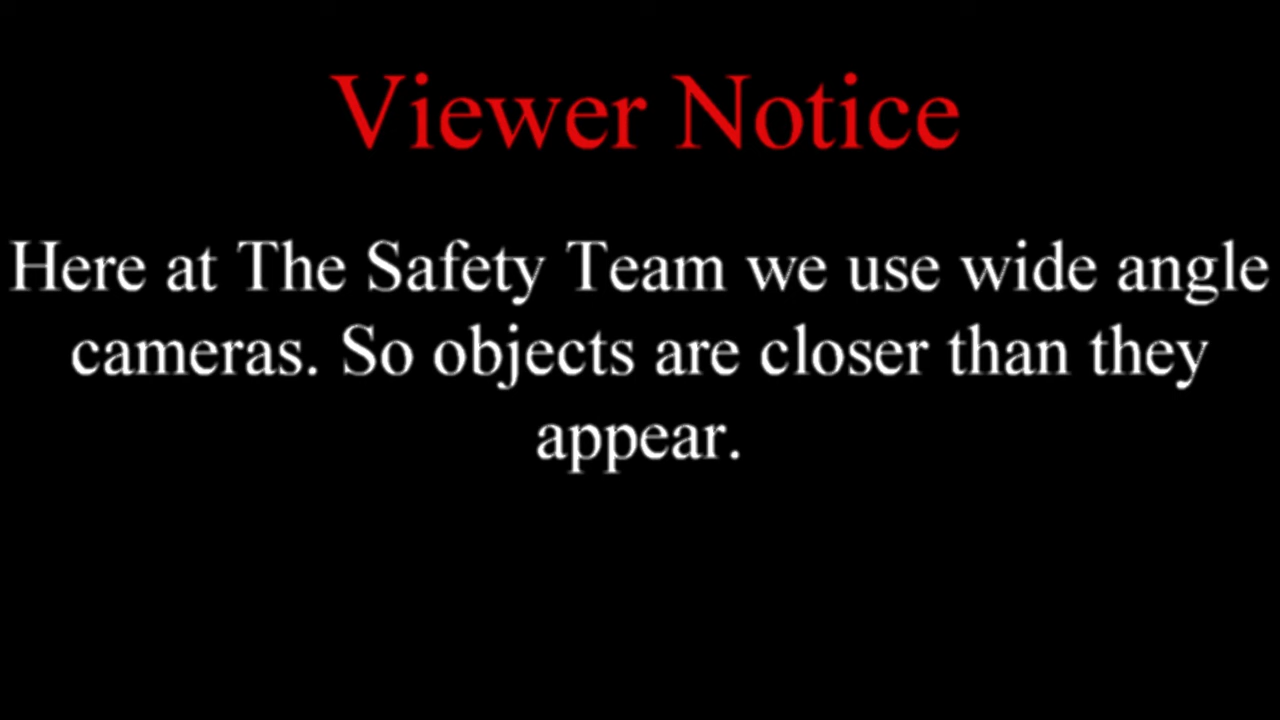 Viewer Notice
Here at The Safety Team we use wide angle
cameras. So objects are closer than they
appear.